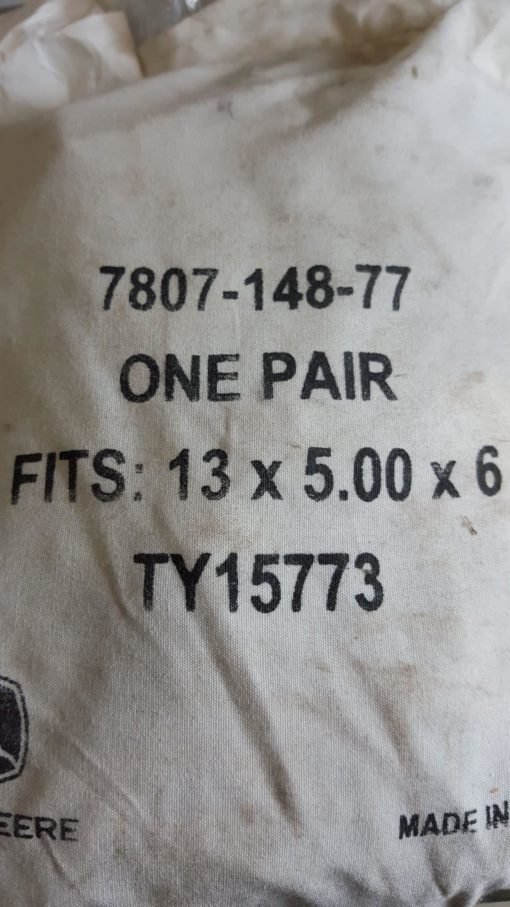 7807-148-77
ONE PAIR
FITS: 13 x 5.00 x 6
TY15773
EERE
MADE IN